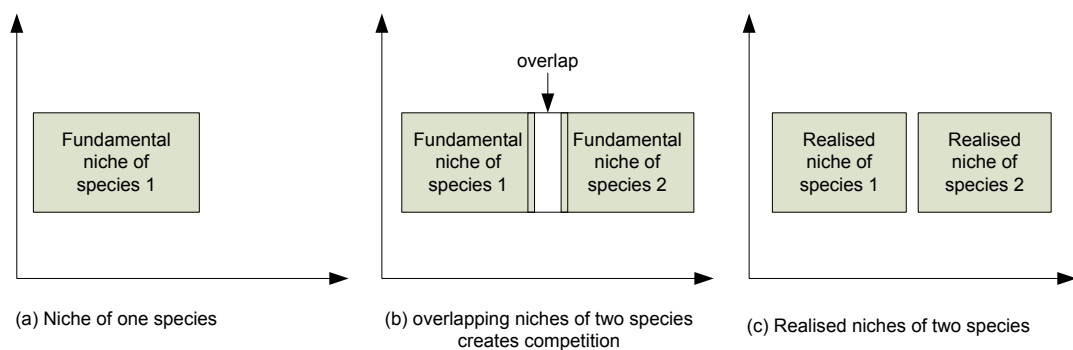 Fundamental
niche of
species 1
(a) Niche of one species
overlap
Fundamental
niche of
species 1
Fundamental
niche of
species 2
(b) overlapping niches of two species
creates competition
Realised
niche of
species 1
Realised
niche of
species 2
(c) Realised niches of two species